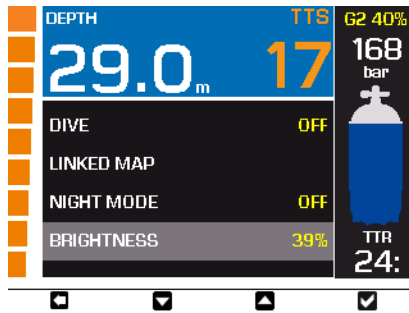 DEPTH TTS
29.0m 17
DIVE OFF
LINKED MAP
NIGHT MODE OFF
BRIGHTNESS 39%
G2 40%
168
bar
TTR
24: